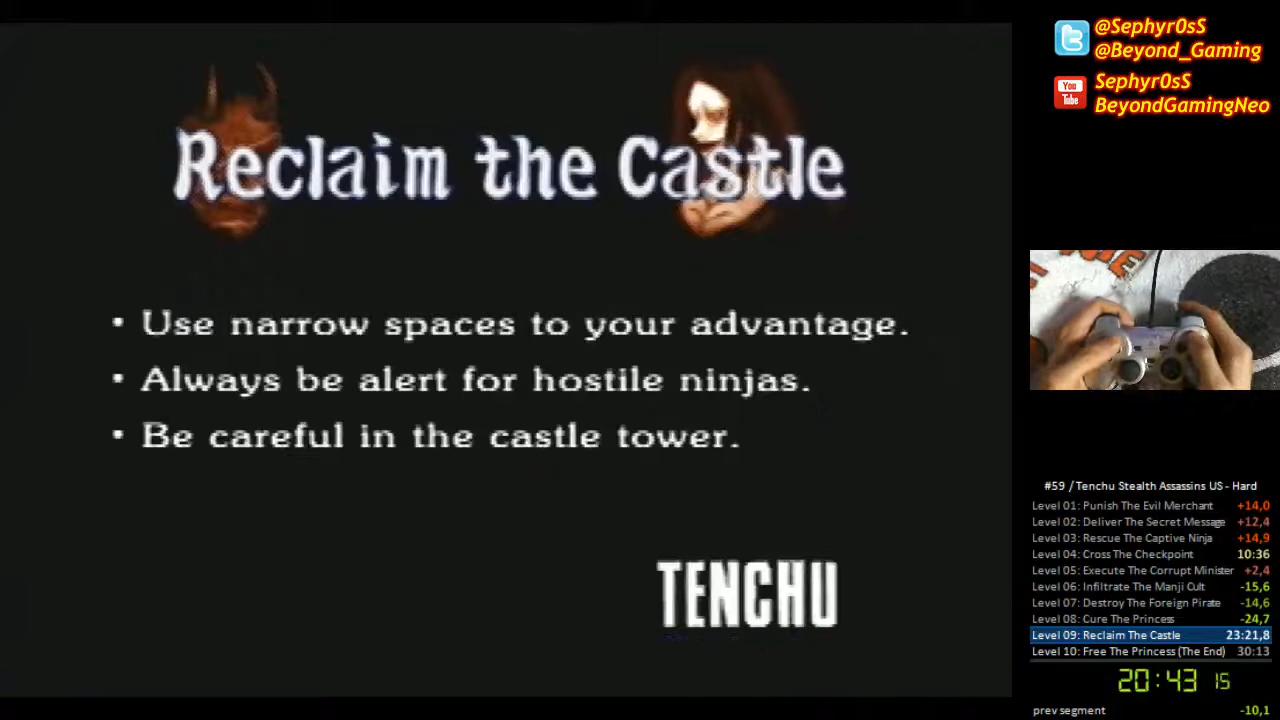 @Sephyr0sS
@Beyond_Gaming
You
Tube
Sephyr0sS
BeyondGamingNeo
Reclaim the Castle
• Use narrow spaces to your advantage.
• Always be alert for hostile ninjas.
• Be careful in the castle tower.
TENCHU
#59 / Tenchu Stealth Assassins US - Hard
Level 01: Punish The Evil Merchant +14,0
Level 02: Deliver The Secret Message +12,4
Level 03: Rescue The Captive Ninja +14,9
Level 04: Cross The Checkpoint 10:36
Level 05: Execute The Corrupt Minister +2,4
Level 06: Infiltrate The Manji Cult -15,6
Level 07: Destroy The Foreign Pirate -14,6
Level 08: Cure The Princess -24,7
Level 09: Reclaim The Castle 23:21,8
Level 10: Free The Princess (The End) 30:13
20:43 15
prev segment -10,1